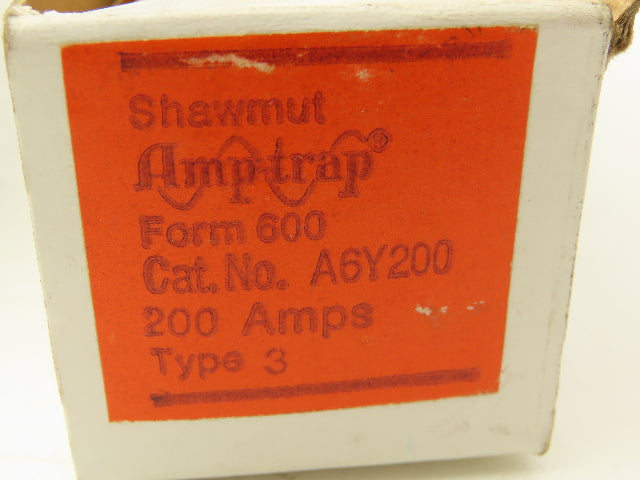 Shawmut
Amp-trap®
Form 600
Cat. No. A6Y200
200 Amps
Type 3